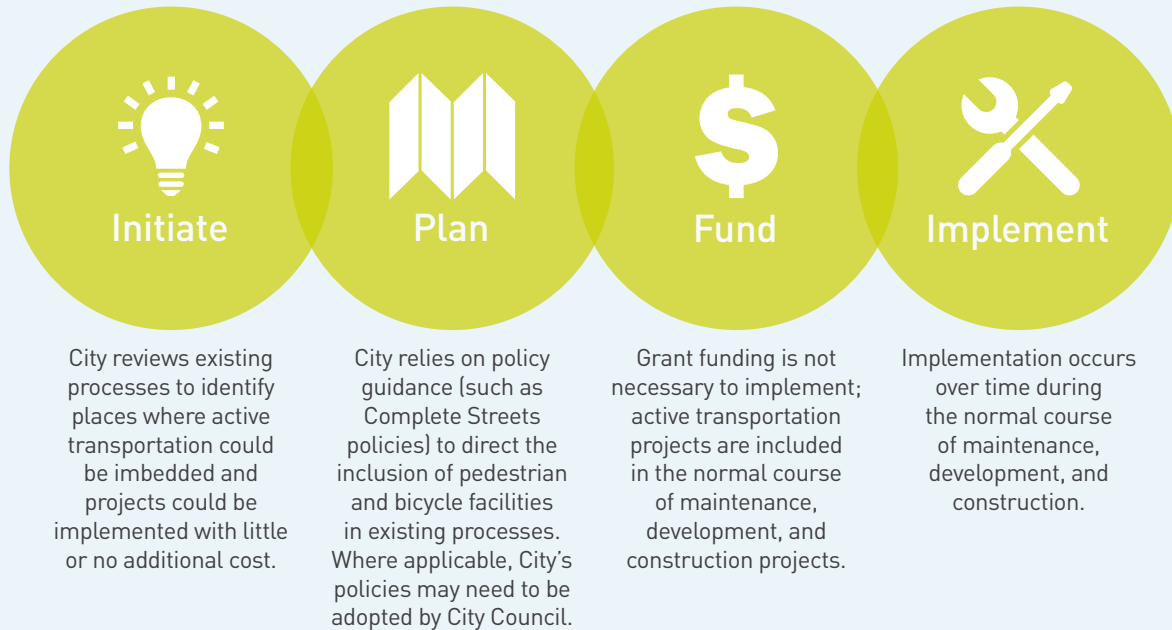 Initiate
City reviews existing
processes to identify
places where active
transportation could
be imbedded and
projects could be
implemented with little
or no additional cost.
Plan
City relies on policy
guidance (such as
Complete Streets
policies) to direct the
inclusion of pedestrian
and bicycle facilities
in existing processes.
Where applicable, City’s
policies may need to be
adopted by City Council.
$
Fund
Grant funding is not
necessary to implement;
active transportation
projects are included
in the normal course
of maintenance,
development, and
construction projects.
Implement
Implementation occurs
over time during
the normal course
of maintenance,
development, and
construction.